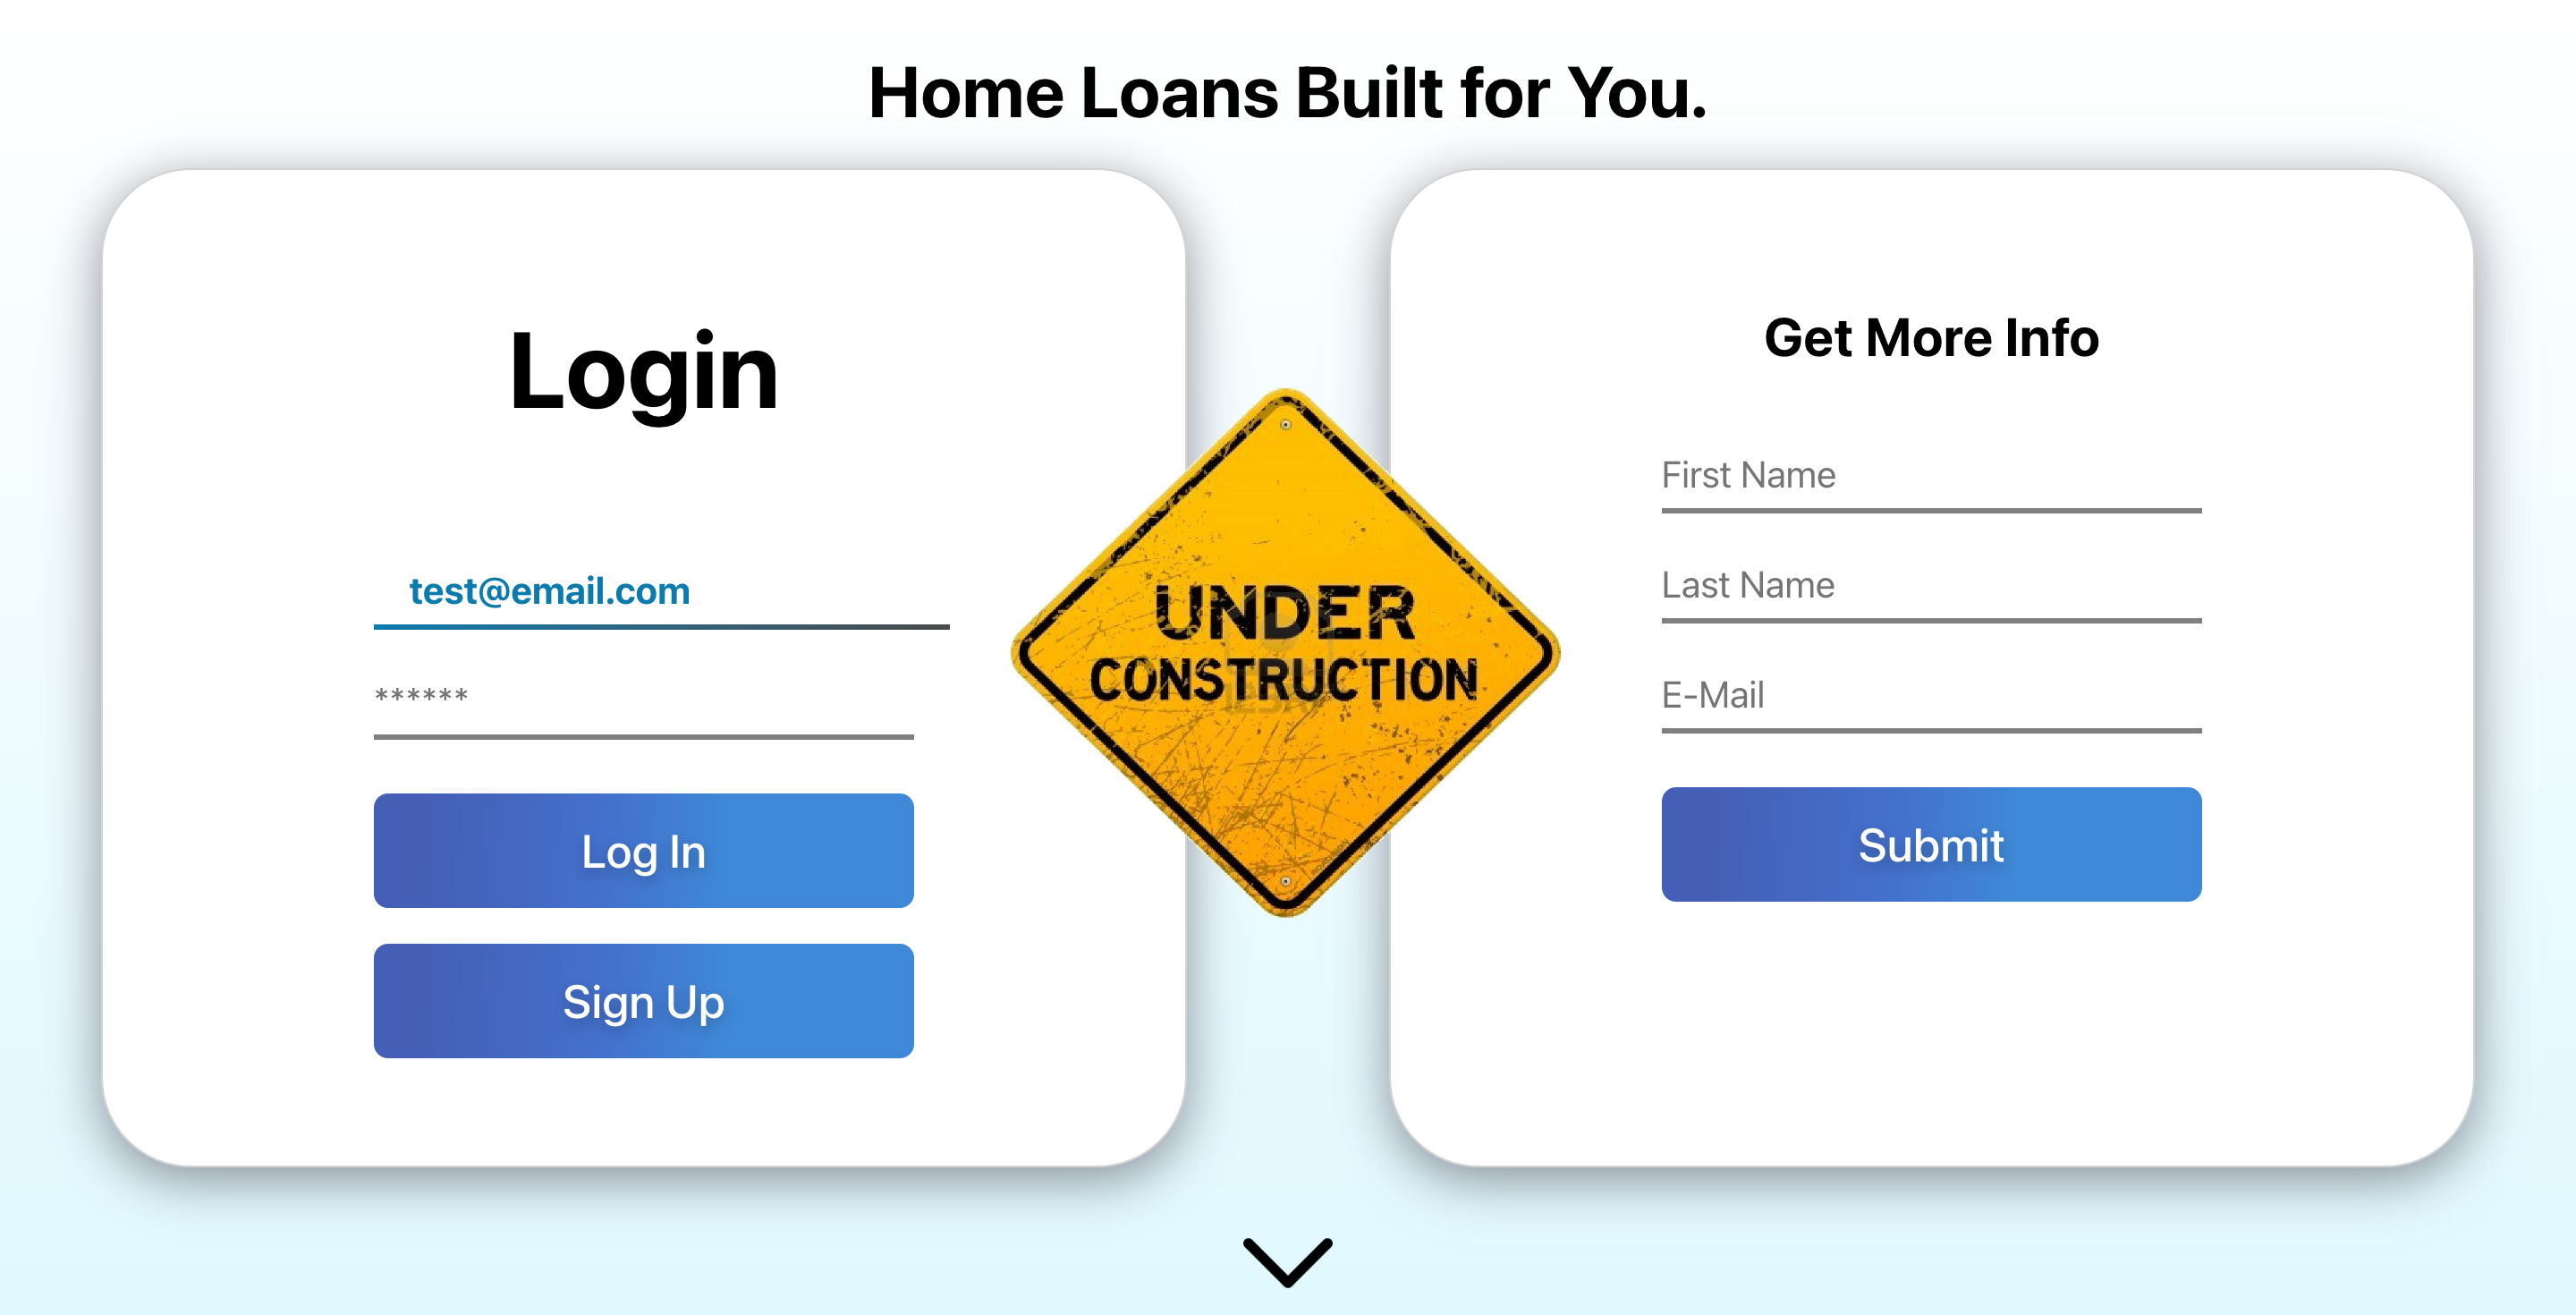 Home Loans Built for You.
Login
test@email.com
******
Log In
Sign Up
UNDER
CONSTRUCTION
Get More Info
First Name
Last Name
E-Mail
Submit